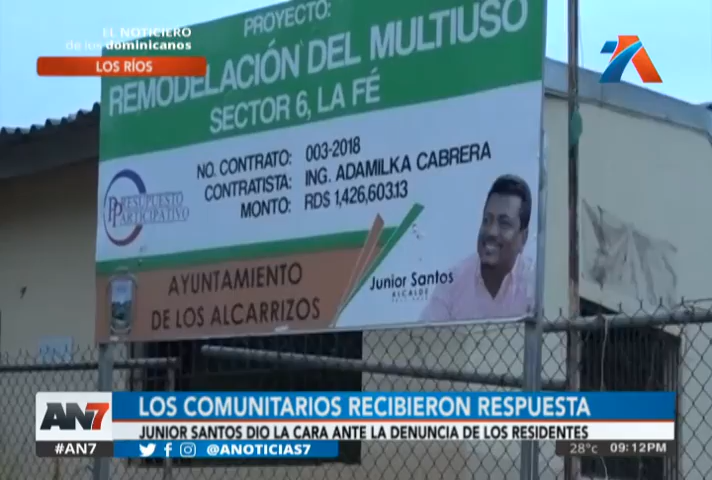 EL NOTICIERO
de los dominicanos
LOS RÍOS
PROYECTO:
REMODELACIÓN DEL MULTIUSO
SECTOR 6, LA FÉ
NO. CONTRATO: 003-2018
CONTRATISTA: ING. ADAMILKA CABRERA
MONTO: RD$ 1,426,603.13
PRESUPUESTO
PARTICIPATIVO
AYUNTAMIENTO
DE LOS ALCARRIZOS
Junior Santos
ALCALDE
AN7
LOS COMUNITARIOS RECIBIERON RESPUESTA
#AN7
JUNIOR SANTOS DIO LA CARA ANTE LA DENUNCIA DE LOS RESIDENTES
@ANOTICIAS7
28°c 09:12PM